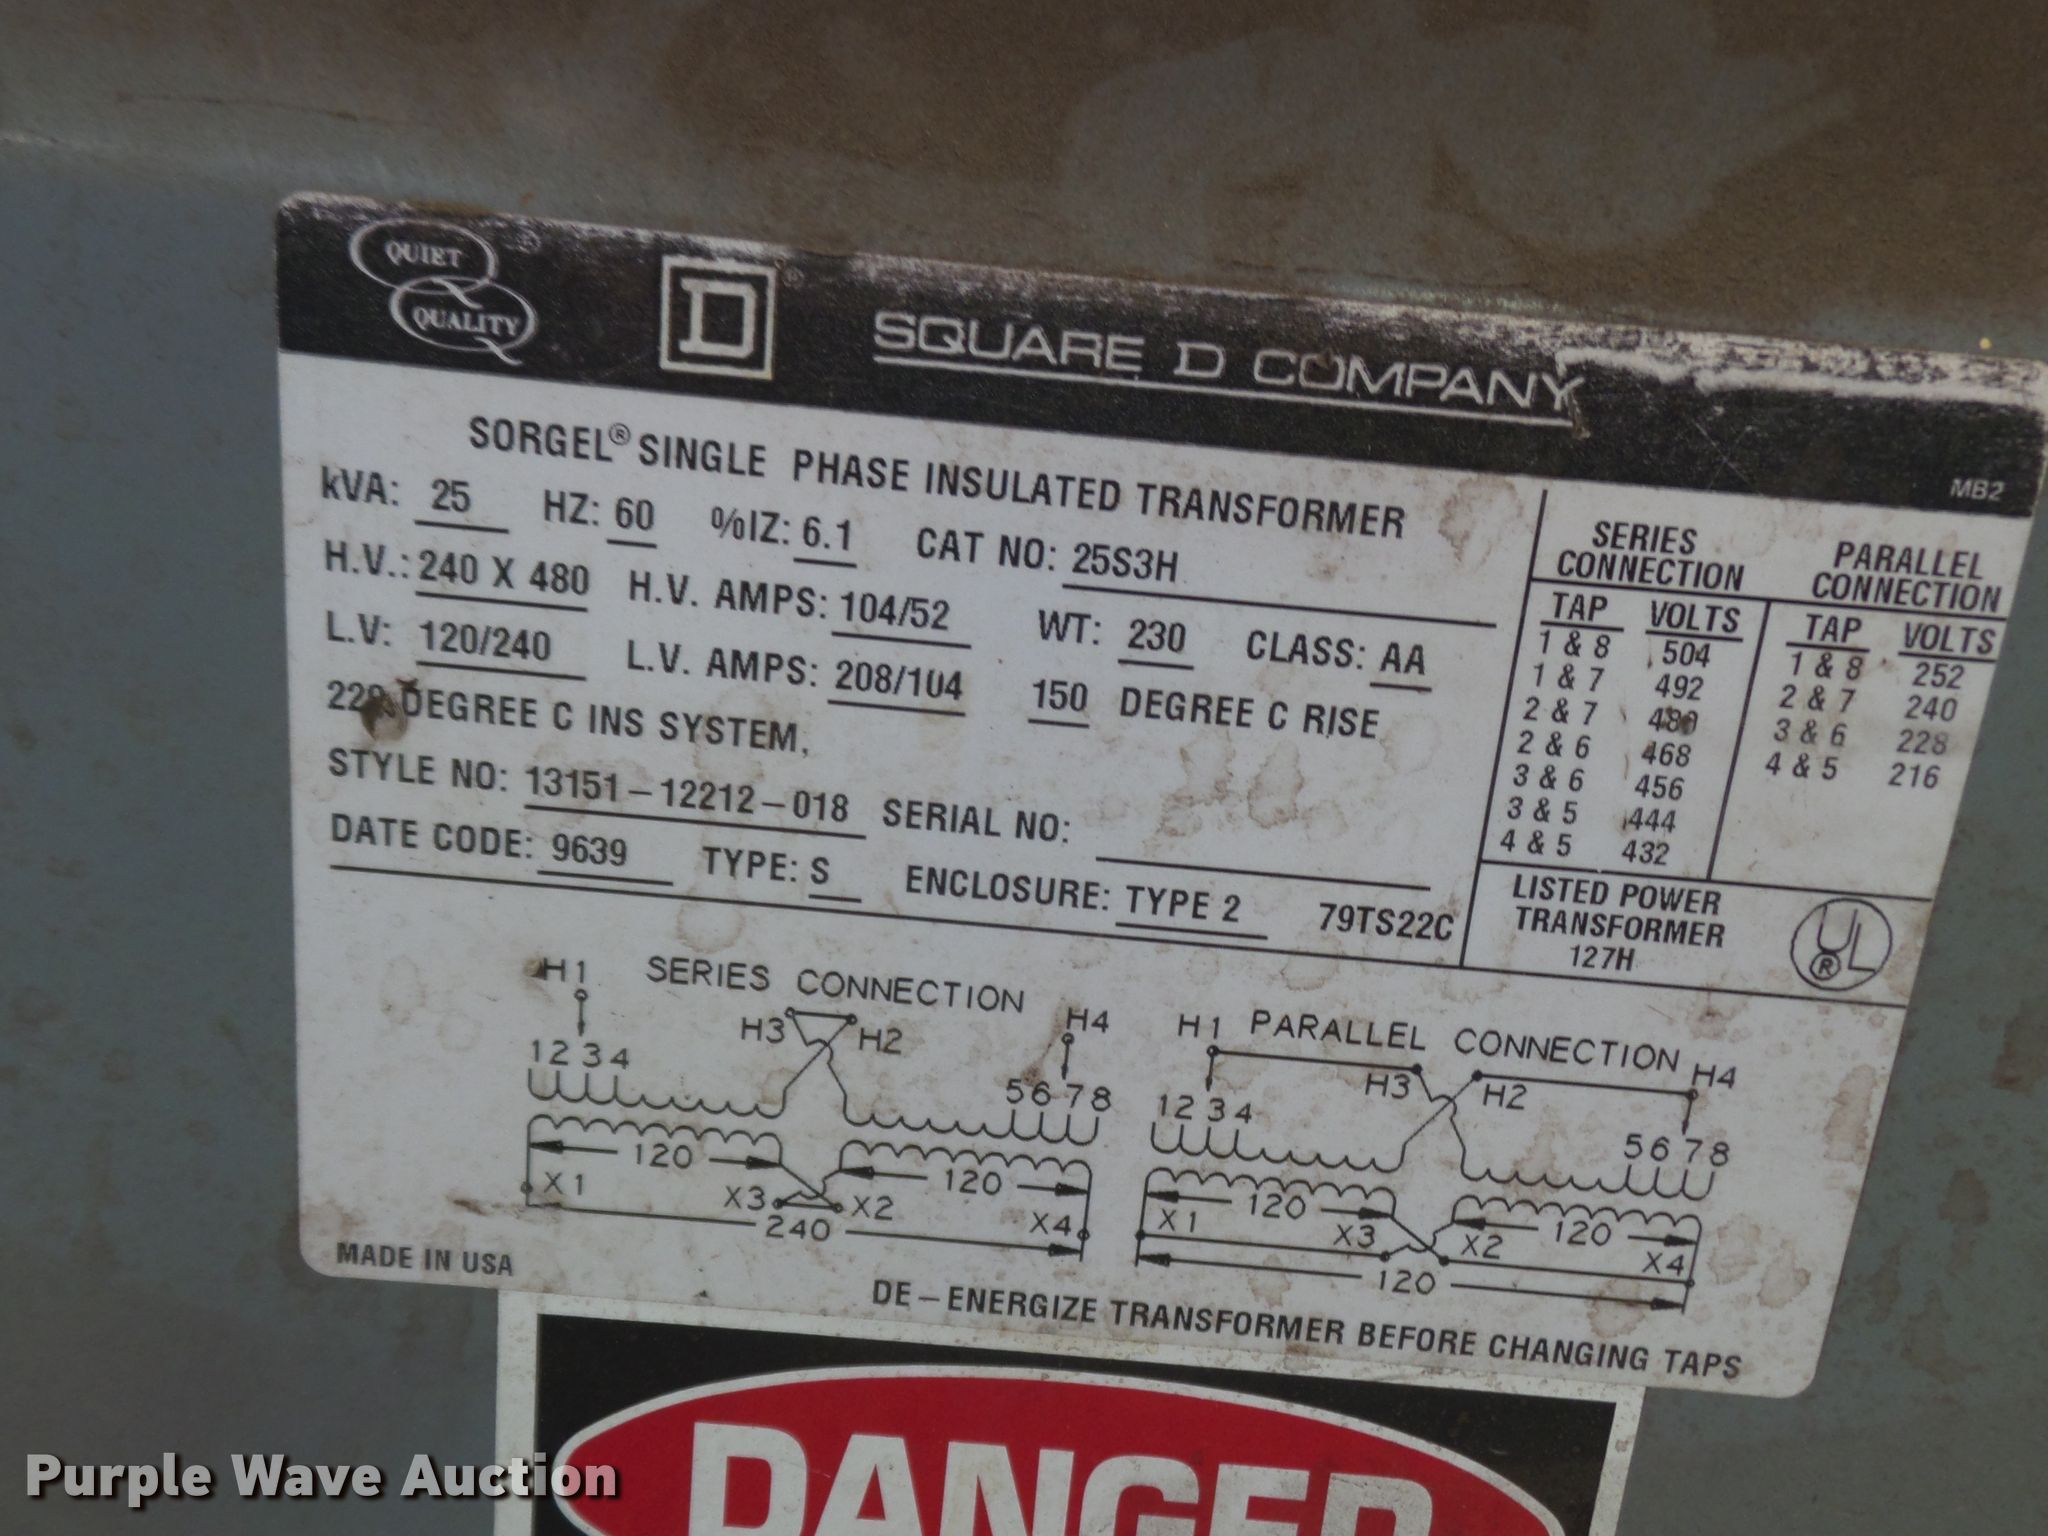 QUIET
QUALITY
D
SQUARE D COMPANY
MB2
SORGEL® SINGLE PHASE INSULATED TRANSFORMER
kVA: 25 HZ: 60 %IZ: 6.1 CAT NO: 25S3H
H.V.: 240 X 480 H.V. AMPS: 104/52 WT: 230 CLASS: AA
L.V: 120/240 L.V. AMPS: 208/104 150 DEGREE C RISE
DEGREE C INS SYSTEM,
STYLE NO: 13151-12212-018 SERIAL NO:
DATE CODE: 9639 TYPE: S ENCLOSURE: TYPE 2 79TS22C
SERIES CONNECTION
TAP VOLTS
1 & 8 504
1 & 7 492
2 & 7 480
2 & 6 468
3 & 6 456
3 & 5 444
4 & 5 432
PARALLEL CONNECTION
TAP VOLTS
1 & 8 252
2 & 7 240
3 & 6 228
4 & 5 216
LISTED POWER
TRANSFORMER
127H
UL ®
SERIES CONNECTION
H1 H3 H2 H4
1 2 3 4 5 6 7 8
120 120
X1 X3 X2 X4
240
PARALLEL CONNECTION
H1 H3 H2 H4
1 2 3 4 5 6 7 8
120 120
X1 X3 X2 X4
120
MADE IN USA
DE-ENERGIZE TRANSFORMER BEFORE CHANGING TAPS
DANGER
Purple Wave Auction